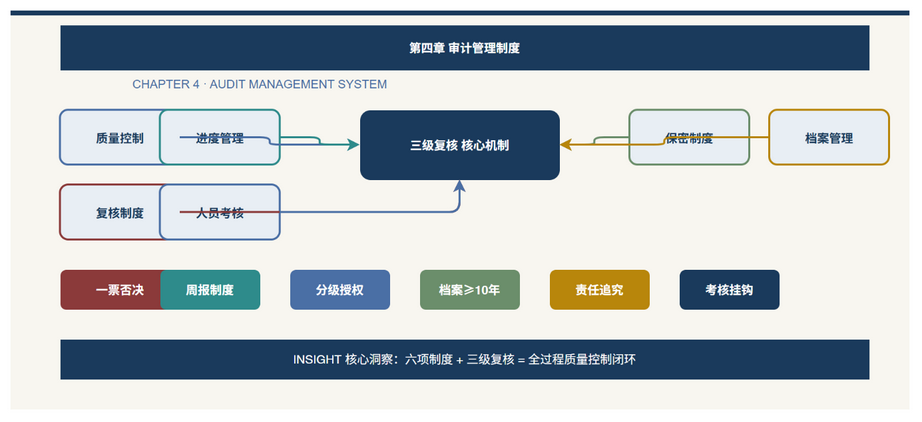 第四章 审计管理制度
CHAPTER 4 · AUDIT MANAGEMENT SYSTEM
质量控制
进度管理
三级复核 核心机制
保密制度
档案管理
复核制度
人员考核
一票否决
周报制度
分级授权
档案≥10年
责任追究
考核挂钩
INSIGHT 核心洞察：六项制度 + 三级复核 = 全过程质量控制闭环